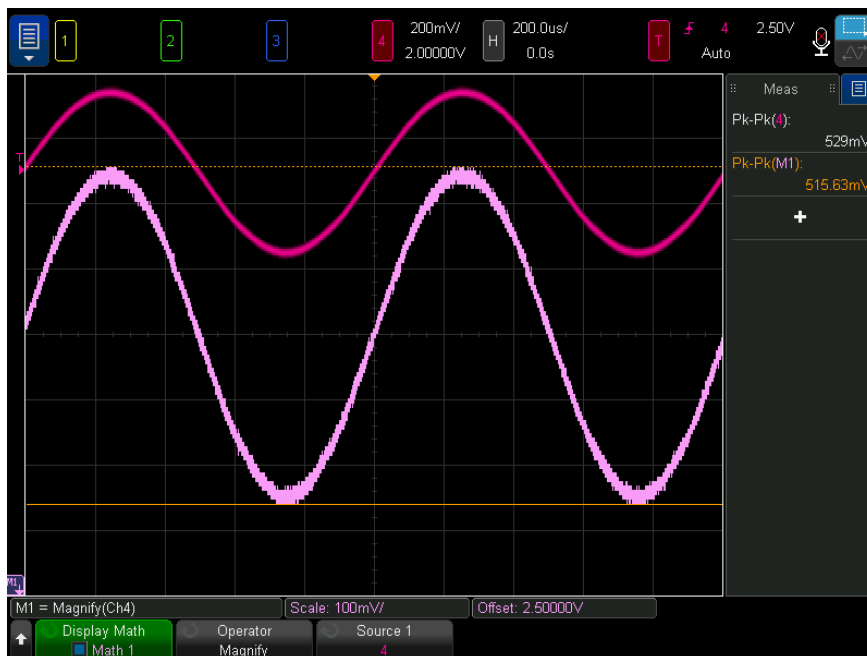 1 2 3 4 200mV/ H 200.0us/ T 4 2.50V
2.00000V 0.0s Auto
Meas
Pk-Pk(4):
529mV
Pk-Pk(M1):
515.63mV
+
T
M1
M1 = Magnify(Ch4) Scale: 100mV/ Offset: 2.50000V
Display Math Operator Source 1
Math 1 Magnify 4